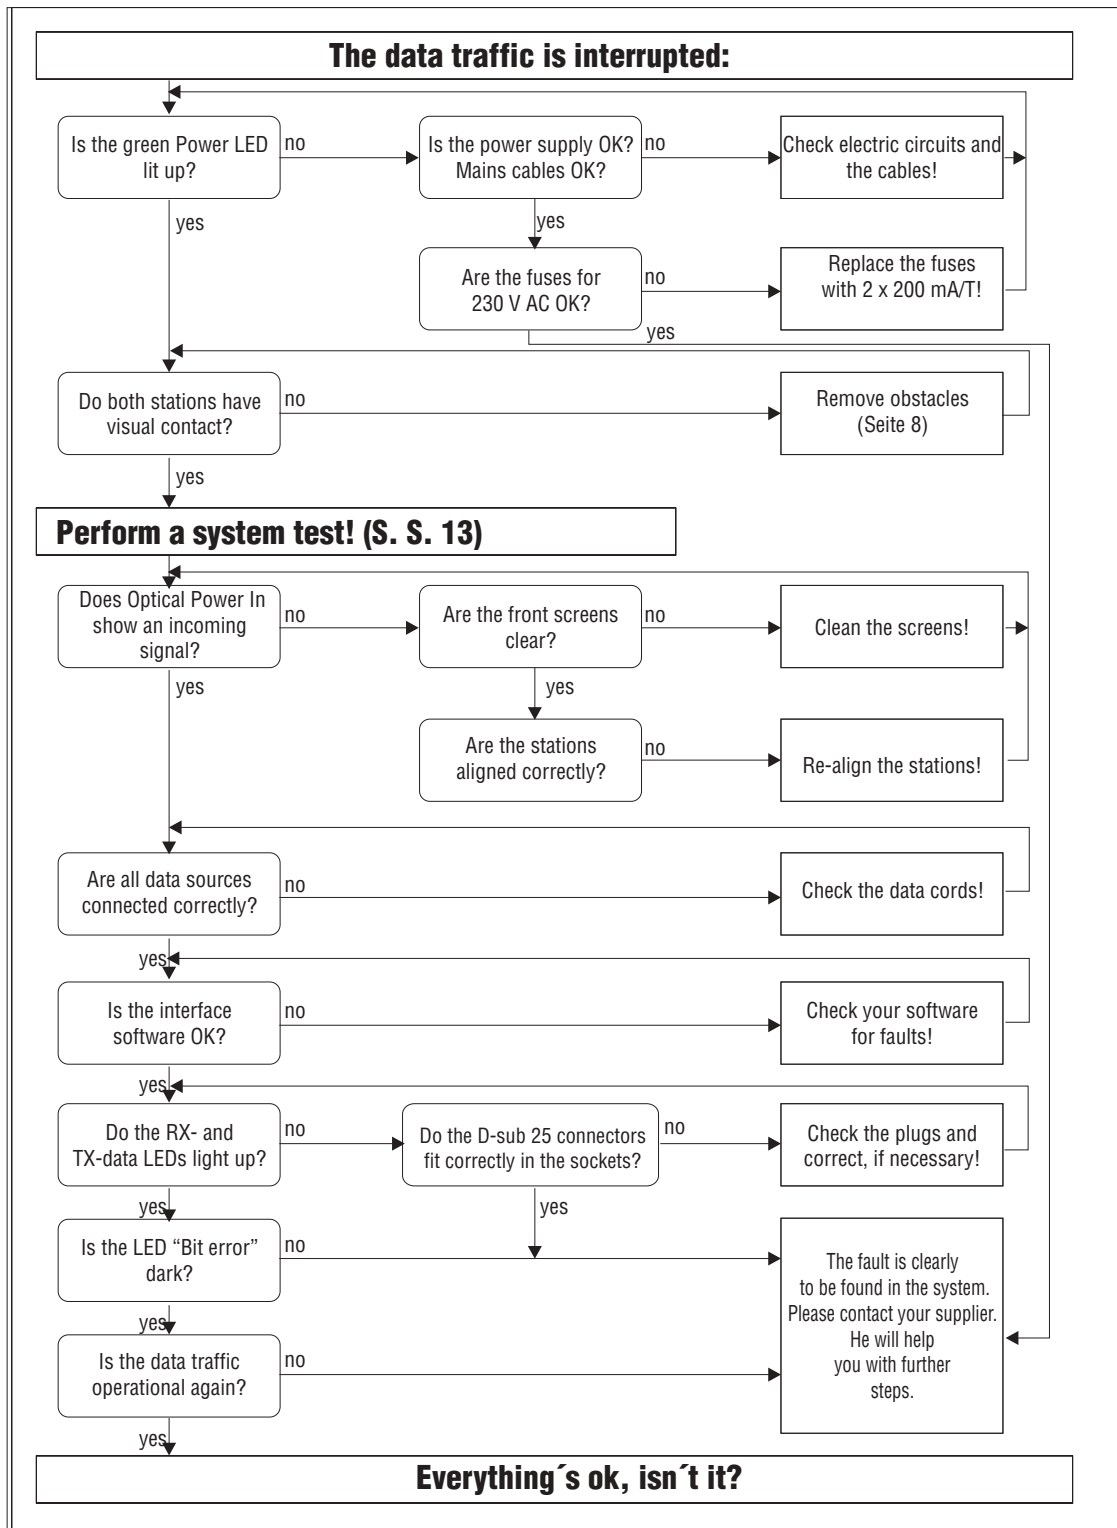 The data traffic is interrupted:
Is the green Power LED
lit up?
no
Is the power supply OK?
Mains cables OK?
no
Check electric circuits and
the cables!
yes
yes
Are the fuses for
230 V AC OK?
no
Replace the fuses
with 2 x 200 mA/T!
yes
Do both stations have
visual contact?
no
Remove obstacles
(Seite 8)
yes
Perform a system test! (S. S. 13)
Does Optical Power In
show an incoming
signal?
no
Are the front screens
clear?
no
Clean the screens!
yes
yes
Are the stations
aligned correctly?
no
Re-align the stations!
Are all data sources
connected correctly?
no
Check the data cords!
yes
Is the interface
software OK?
no
Check your software
for faults!
yes
Do the RX- and
TX-data LEDs light up?
no
Do the D-sub 25 connectors
fit correctly in the sockets?
no
Check the plugs and
correct, if necessary!
yes
yes
Is the LED “Bit error”
dark?
no
The fault is clearly
to be found in the system.
Please contact your supplier.
He will help
you with further
steps.
yes
Is the data traffic
operational again?
no
yes
Everything´s ok, isn´t it?